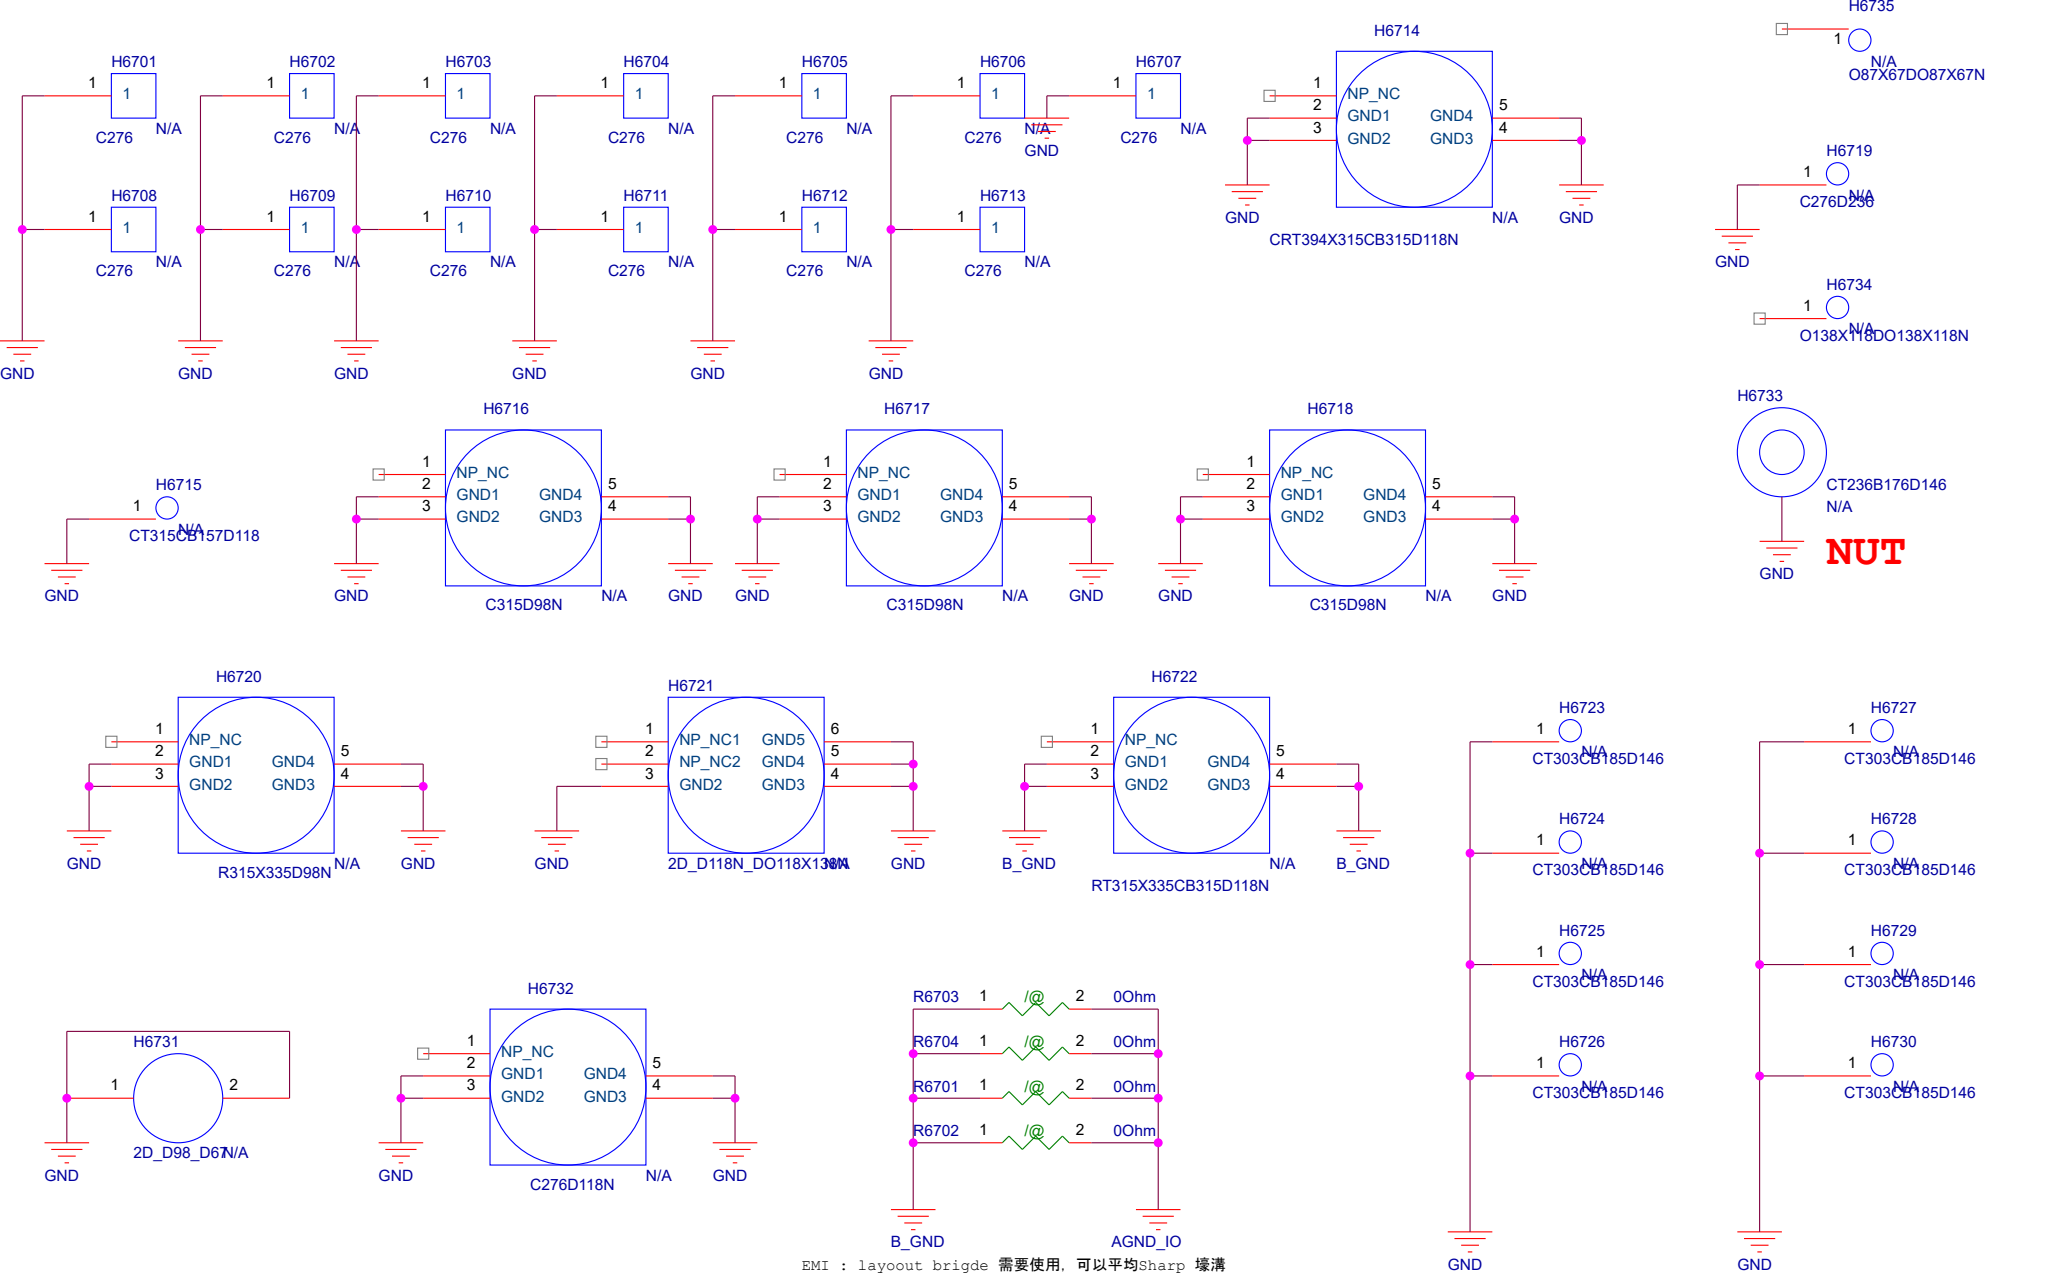 H6735
1
N/A
O87X67DO87X67N
H6701
1
1
N/A
C276
H6702
1
1
N/A
C276
H6703
1
1
N/A
C276
H6704
1
1
N/A
C276
H6705
1
1
N/A
C276
H6706
1
1
N/A
C276
H6707
1
1
N/A
C276
GND
H6714
1
NP_NC
2
GND1
GND4
5
3
GND2
GND3
4
N/A
GND
GND
CRT394X315CB315D118N
H6719
1
N/A
C276D236
GND
H6708
1
1
N/A
C276
GND
H6709
1
1
N/A
C276
GND
H6710
1
1
N/A
C276
GND
H6711
1
1
N/A
C276
GND
H6712
1
1
N/A
C276
GND
H6713
1
1
N/A
C276
GND
H6734
1
N/A
O138X118DO138X118N
H6715
1
N/A
CT315CB157D118
GND
H6716
1
NP_NC
2
GND1
GND4
5
3
GND2
GND3
4
GND
N/A
GND
C315D98N
H6717
1
NP_NC
2
GND1
GND4
5
3
GND2
GND3
4
GND
N/A
GND
C315D98N
H6718
1
NP_NC
2
GND1
GND4
5
3
GND2
GND3
4
GND
N/A
GND
C315D98N
H6733
CT236B176D146
N/A
NUT
GND
H6720
1
NP_NC
2
GND1
GND4
5
3
GND2
GND3
4
GND
N/A
GND
R315X335D98N
H6721
1
NP_NC1
GND5
6
2
NP_NC2
GND4
5
3
GND2
GND3
4
GND
2D_D118N_DO118X138N
N/A
GND
H6722
1
NP_NC
2
GND1
GND4
5
3
GND2
GND3
4
B_GND
N/A
B_GND
RT315X335CB315D118N
H6723
1
N/A
CT303CB185D146
H6724
1
N/A
CT303CB185D146
H6725
1
N/A
CT303CB185D146
H6726
1
N/A
CT303CB185D146
GND
H6727
1
N/A
CT303CB185D146
H6728
1
N/A
CT303CB185D146
H6729
1
N/A
CT303CB185D146
H6730
1
N/A
CT303CB185D146
GND
H6731
1
2
2D_D98_D67
N/A
GND
H6732
1
NP_NC
2
GND1
GND4
5
3
GND2
GND3
4
GND
N/A
GND
C276D118N
R6703 1 /@ 2 0Ohm
R6704 1 /@ 2 0Ohm
R6701 1 /@ 2 0Ohm
R6702 1 /@ 2 0Ohm
B_GND
AGND_IO
EMI : layoout brigde 需要使用, 可以平均Sharp 壕溝